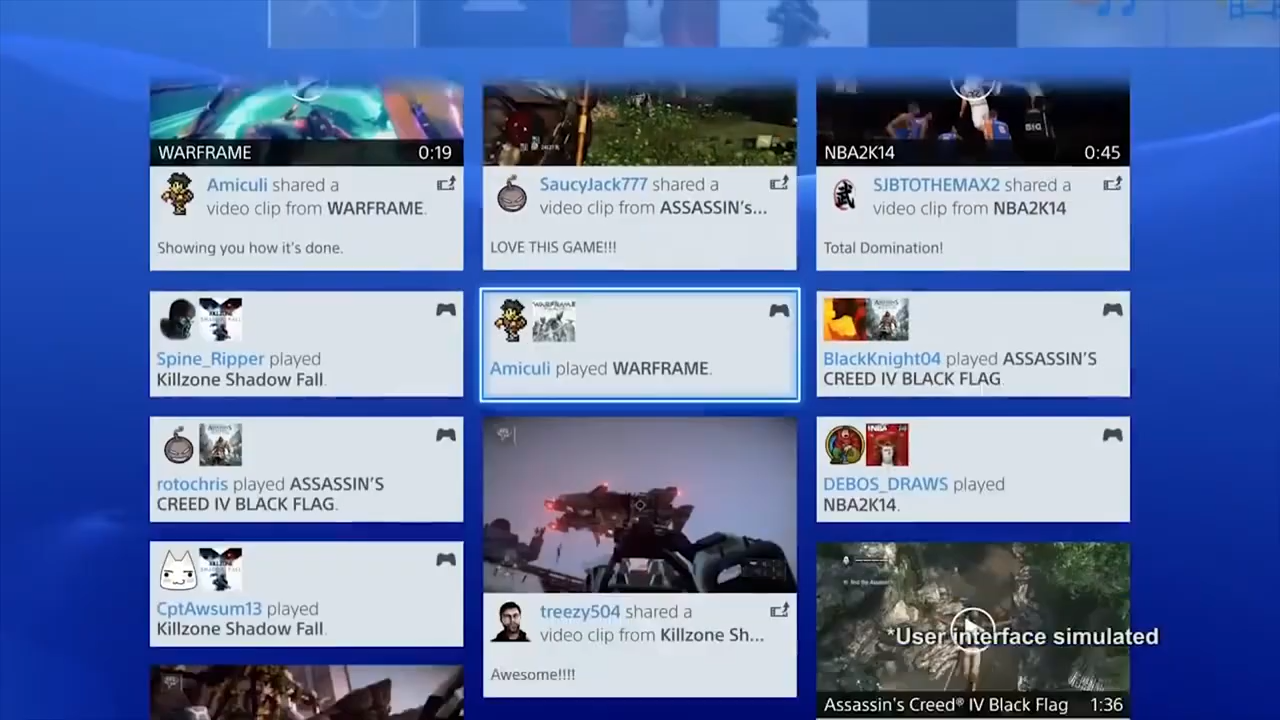 WARFRAME 0:19
Amiculi shared a
video clip from WARFRAME.
Showing you how it's done.
SaucyJack777 shared a
video clip from ASSASSIN's...
LOVE THIS GAME!!!
BIG
NBA2K14 0:45
SJBTOTHEMAX2 shared a
video clip from NBA2K14
Total Domination!
Spine_Ripper played
Killzone Shadow Fall.
WARFRAME
Amiculi played WARFRAME.
BlackKnight04 played ASSASSIN'S
CREED IV BLACK FLAG.
rotochris played ASSASSIN'S
CREED IV BLACK FLAG.
DEBOS_DRAWS played
NBA2K14.
CptAwsum13 played
Killzone Shadow Fall.
treezy504 shared a
video clip from Killzone Sh...
Awesome!!!!
*User interface simulated
Assassin's Creed® IV Black Flag 1:36